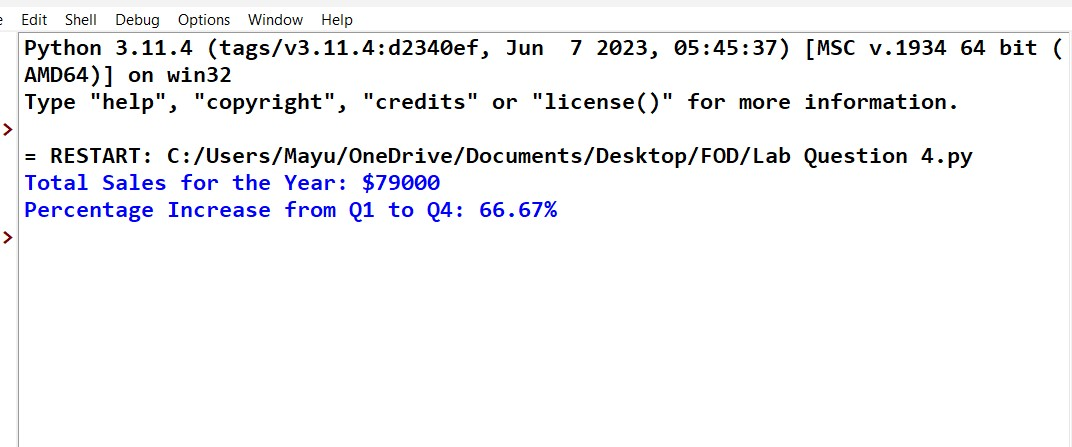 e Edit Shell Debug Options Window Help
Python 3.11.4 (tags/v3.11.4:d2340ef, Jun  7 2023, 05:45:37) [MSC v.1934 64 bit (
AMD64)] on win32
Type "help", "copyright", "credits" or "license()" for more information.
>
= RESTART: C:/Users/Mayu/OneDrive/Documents/Desktop/FOD/Lab Question 4.py
Total Sales for the Year: $79000
Percentage Increase from Q1 to Q4: 66.67%
>